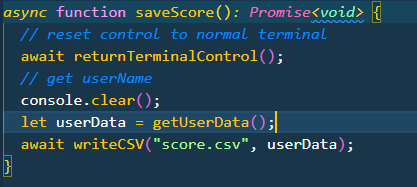 async function saveScore(): Promise<void> {
// reset control to normal terminal
await returnTerminalControl();
// get userName
console.clear();
let userData = getUserData();
await writeCSV("score.csv", userData);
}